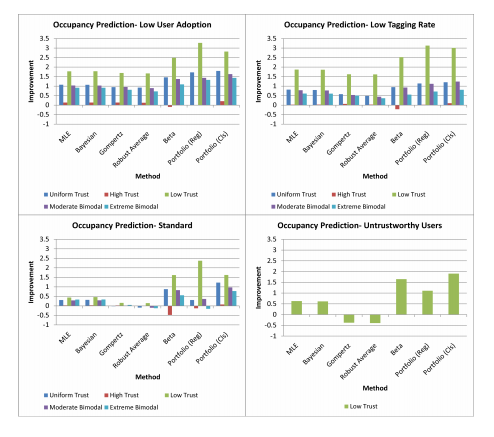 Occupancy Prediction- Low User Adoption
3.5
3
2.5
2
1.5
1
0.5
0
-0.5
-1
Improvement
MLE
Bayesian
Gompertz
Robust Average
Beta
Portfolio (Reg)
Portfolio (Cls)
Method
Uniform Trust
High Trust
Low Trust
Moderate Bimodal
Extreme Bimodal
Occupancy Prediction- Low Tagging Rate
3.5
3
2.5
2
1.5
1
0.5
0
-0.5
-1
Improvement
MLE
Bayesian
Gompertz
Robust Average
Beta
Portfolio (Reg)
Portfolio (Cls)
Method
Uniform Trust
High Trust
Low Trust
Moderate Bimodal
Extreme Bimodal
Occupancy Prediction- Standard
3.5
3
2.5
2
1.5
1
0.5
0
-0.5
-1
Improvement
MLE
Bayesian
Gompertz
Robust Average
Beta
Portfolio (Reg)
Portfolio (Cls)
Method
Uniform Trust
High Trust
Low Trust
Moderate Bimodal
Extreme Bimodal
Occupancy Prediction- Untrustworthy Users
3.5
3
2.5
2
1.5
1
0.5
0
-0.5
-1
Improvement
MLE
Bayesian
Gompertz
Robust Average
Beta
Portfolio (Reg)
Portfolio (Cls)
Method
Low Trust